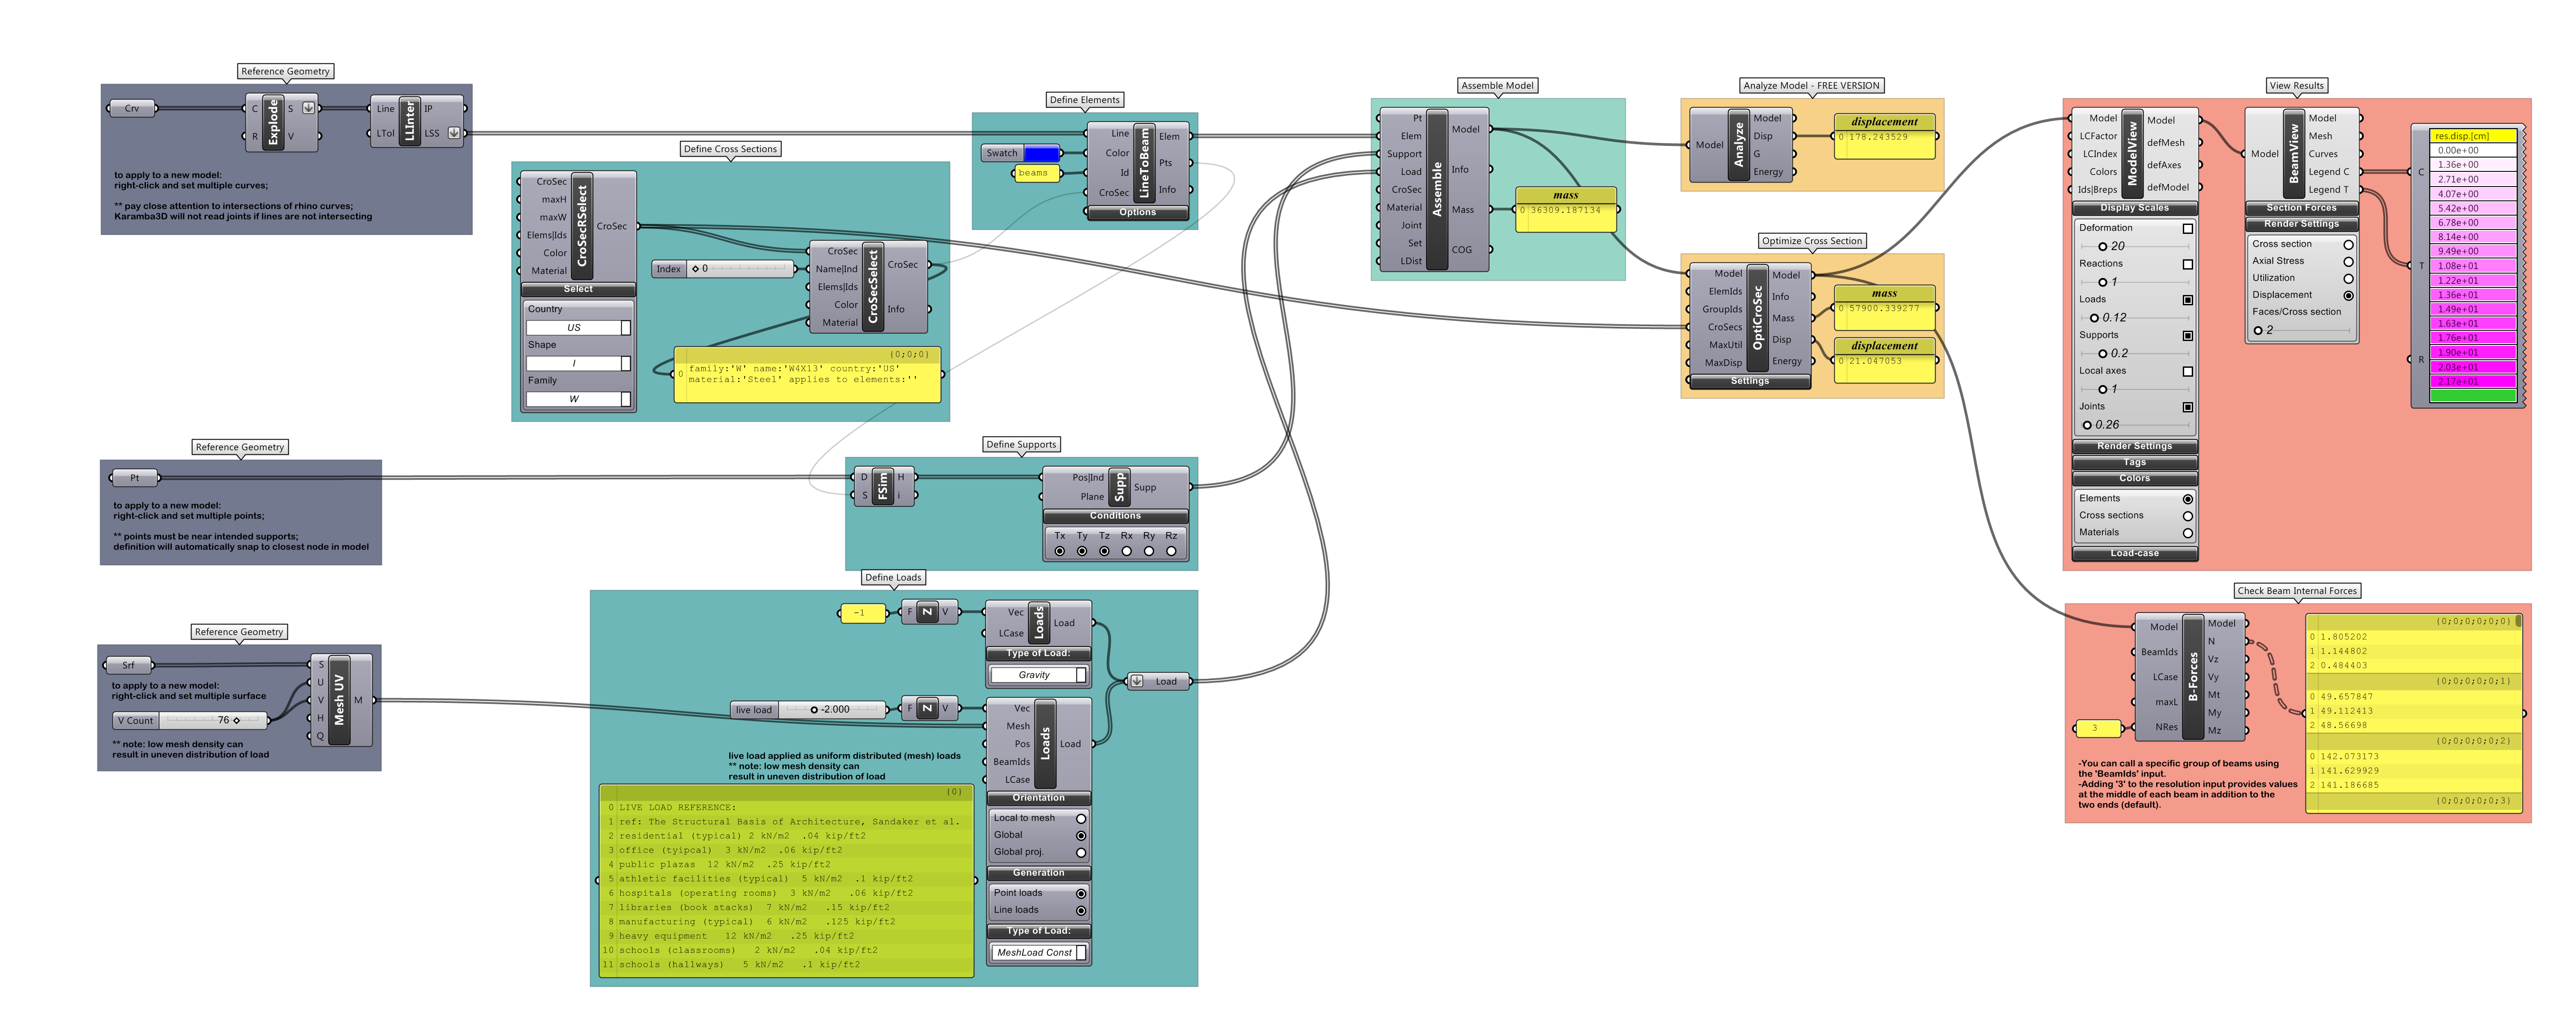 Reference Geometry
Crv
C
R
Explode
S
V
Line
LTol
LLInter
IP
LSS
to apply to a new model:
right-click and set multiple curves;
** pay close attention to intersections of rhino curves;
Karamba3D will not read joints if lines are not intersecting
Define Cross Sections
CroSec
maxH
maxW
Elems|Ids
Color
Material
CroSecRSelect
CroSec
Select
Country
US
Shape
I
Family
W
Index
0
CroSec
Name|Ind
Elems|Ids
Color
Material
CroSecSelect
CroSec
Info
{0;0;0}
0 family:'W' name:'W4X13' country:'US'
material:'Steel' applies to elements:''
Define Elements
Swatch
beams
Line
Color
Id
CroSec
LineToBeam
Elem
Pts
Info
Options
Reference Geometry
Pt
to apply to a new model:
right-click and set multiple points;
** points must be near intended supports;
definition will automatically snap to closest node in model
Define Supports
D
S
FSim
H
i
Pos|Ind
Plane
Supp
Supp
Conditions
Tx Ty Tz Rx Ry Rz
Reference Geometry
Srf
to apply to a new model:
right-click and set multiple surface
V Count
76
** note: low mesh density can
result in uneven distribution of load
S
U
V
H
Q
Mesh UV
M
Define Loads
-1
F
Z
V
Vec
LCase
Loads
Load
Type of Load:
Gravity
live load
-2.000
F
Z
V
Vec
Mesh
Pos
BeamIds
LCase
Loads
Load
Orientation
Local to mesh
Global
Global proj.
Generation
Point loads
Line loads
Type of Load:
MeshLoad Const
Load
live load applied as uniform distributed (mesh) loads
** note: low mesh density can
result in uneven distribution of load
{0}
0 LIVE LOAD REFERENCE:
1 ref: The Structural Basis of Architecture, Sandaker et al.
2 residential (typical) 2 kN/m2 .04 kip/ft2
3 office (tyipcal) 3 kN/m2 .06 kip/ft2
4 public plazas 12 kN/m2 .25 kip/ft2
5 athletic facilities (typical) 5 kN/m2 .1 kip/ft2
6 hospitals (operating rooms) 3 kN/m2 .06 kip/ft2
7 libraries (book stacks) 7 kN/m2 .15 kip/ft2
8 manufacturing (typical) 6 kN/m2 .125 kip/ft2
9 heavy equipment 12 kN/m2 .25 kip/ft2
10 schools (classrooms) 2 kN/m2 .04 kip/ft2
11 schools (hallways) 5 kN/m2 .1 kip/ft2
Assemble Model
Pt
Elem
Support
Load
CroSec
Material
Joint
Set
LDist
Assemble
Model
Info
Mass
COG
mass
0 36309.187134
Analyze Model - FREE VERSION
Model
Analyze
Model
Disp
G
Energy
displacement
0 178.243529
Optimize Cross Section
Model
ElemIds
GroupIds
CroSecs
MaxUtil
MaxDisp
OptiCroSec
Model
Info
Mass
Disp
Energy
Settings
mass
0 57900.339277
displacement
0 21.047053
View Results
Model
LCFactor
LCIndex
Colors
Ids|Breps
ModelView
Model
defMesh
defAxes
defModel
Display Scales
Deformation
20
Reactions
1
Loads
0.12
Supports
0.2
Local axes
1
Joints
0.26
Render Settings
Tags
Colors
Elements
Cross sections
Materials
Load-case
Model
BeamView
Model
Mesh
Curves
Legend C
Legend T
Section Forces
Render Settings
Cross section
Axial Stress
Utilization
Displacement
Faces/Cross section
2
C
T
R
res.disp.[cm]
0.00e+00
1.36e+00
2.71e+00
4.07e+00
5.42e+00
6.78e+00
8.14e+00
9.49e+00
1.08e+01
1.22e+01
1.36e+01
1.49e+01
1.63e+01
1.76e+01
1.90e+01
2.03e+01
2.17e+01
Check Beam Internal Forces
Model
BeamIds
LCase
maxL
NRes
B-Forces
Model
N
Vz
Vy
Mt
My
Mz
3
-You can call a specific group of beams using
the 'BeamIds' input.
-Adding '3' to the resolution input provides values
at the middle of each beam in addition to the
two ends (default).
{0;0;0;0;0;0}
0 1.805202
1 1.144802
2 0.484403
{0;0;0;0;0;1}
0 49.657847
1 49.112413
2 48.56698
{0;0;0;0;0;2}
0 142.073173
1 141.629929
2 141.186685
{0;0;0;0;0;3}